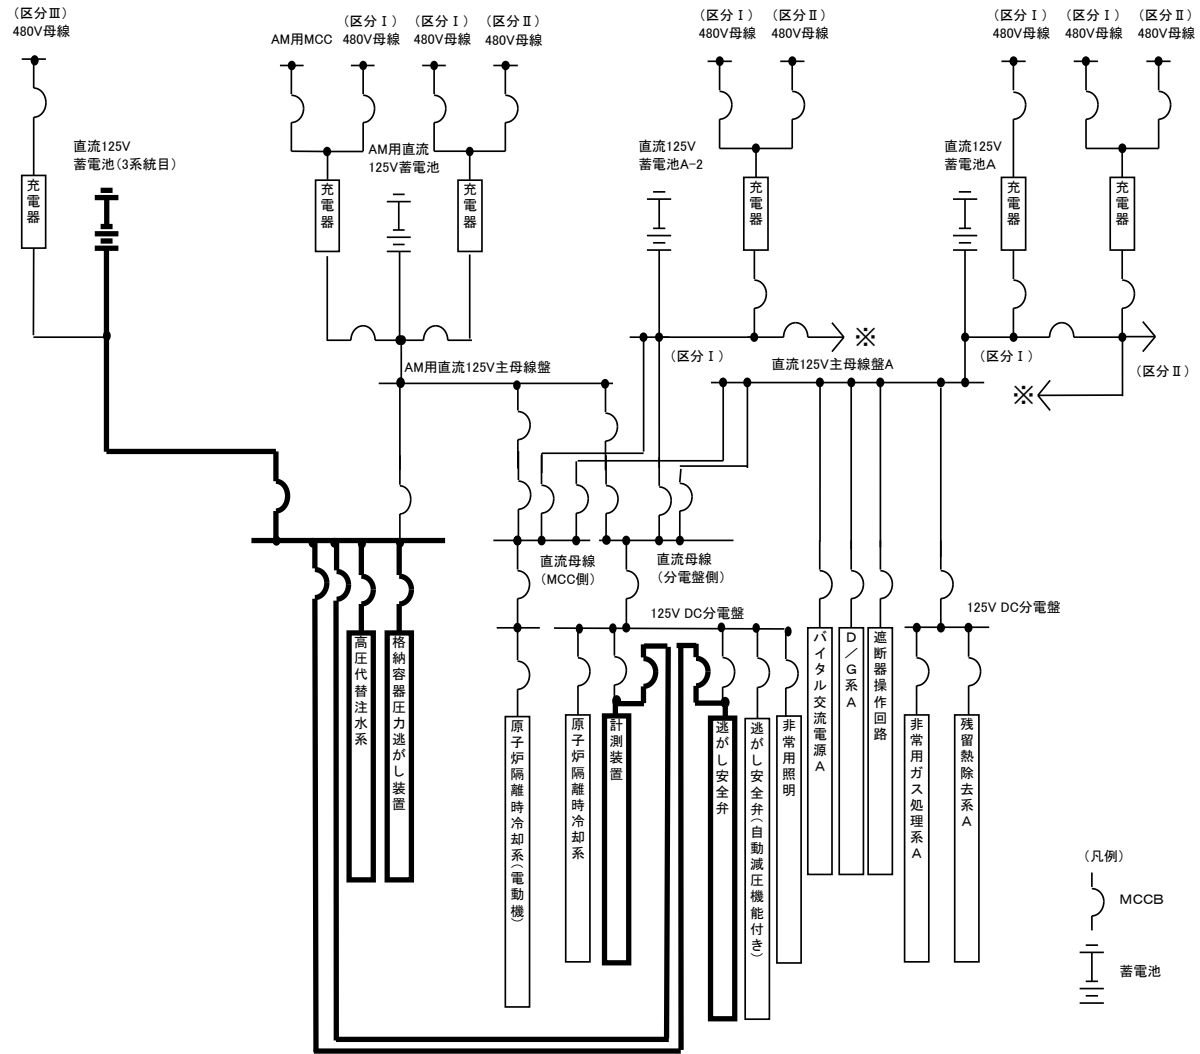 (区分Ⅲ)
480V母線
AM用MCC
(区分Ⅰ)
480V母線
(区分Ⅰ)
480V母線
(区分Ⅱ)
480V母線
(区分Ⅰ)
480V母線
(区分Ⅱ)
480V母線
(区分Ⅰ)
480V母線
(区分Ⅰ)
480V母線
(区分Ⅱ)
480V母線
直流125V
蓄電池(3系統目)
AM用直流
125V蓄電池
直流125V
蓄電池A-2
直流125V
蓄電池A
充電器
充電器
充電器
充電器
充電器
充電器
※
(区分Ⅰ)
(区分Ⅰ)
(区分Ⅱ)
AM用直流125V主母線盤
直流125V主母線盤A
※
直流母線
(MCC側)
直流母線
(分電盤側)
125V DC分電盤
125V DC分電盤
高圧代替注水系
格納容器圧力逃がし装置
原子炉隔離時冷却系(電動機)
原子炉隔離時冷却系
計測装置
逃がし安全弁
逃がし安全弁(自動減圧機能付き)
非常用照明
バイタル交流電源A
D/G系A
遮断器操作回路
非常用ガス処理系A
残留熱除去系A
(凡例)
MCCB
蓄電池